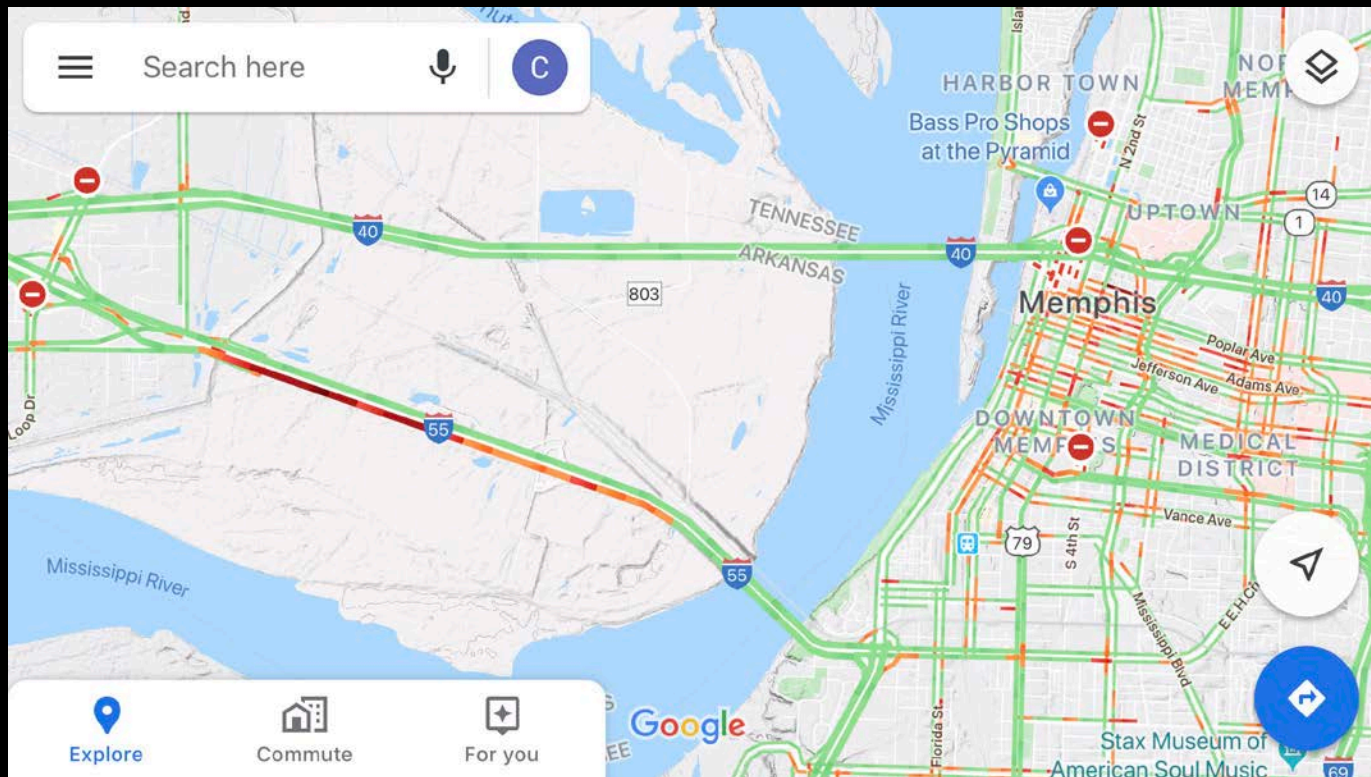 Search here
C
HARBOR TOWN
Bass Pro Shops
at the Pyramid
N 2nd St
14
1
UPTOWN
40
TENNESSEE
ARKANSAS
40
40
803
Memphis
Mississippi River
Poplar Ave
Jefferson Ave
Adams Ave
Loop Dr
55
DOWNTOWN
MEMPHIS
MEDICAL
DISTRICT
Vance Ave
79
S 4th St
Mississippi River
55
Mississippi Blvd
Florida St
Explore
Commute
For you
Google
Stax Museum of
American Soul Music
69